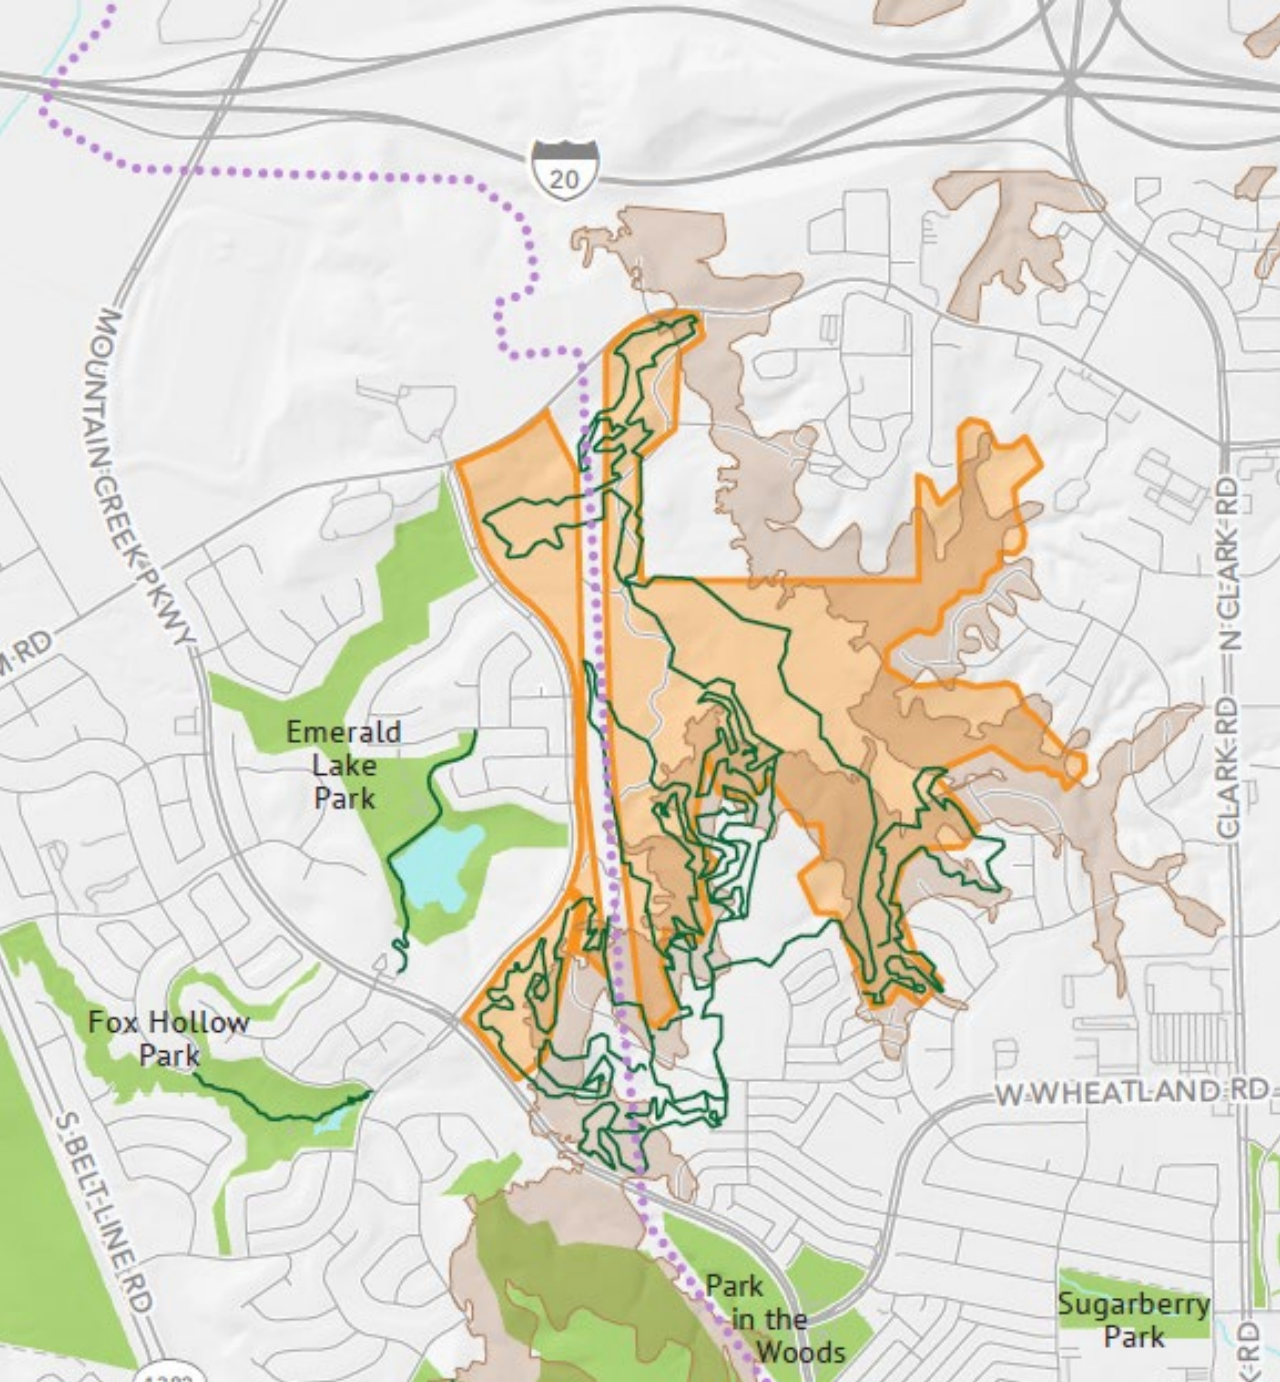 20
MOUNTAIN CREEK PKWY
N CLARK RD
RD
Emerald
Lake
Park
CLARK RD
Fox Hollow
Park
W WHEATLAND RD
S BELT LINE RD
Park
in the
Woods
Sugarberry
Park
RD